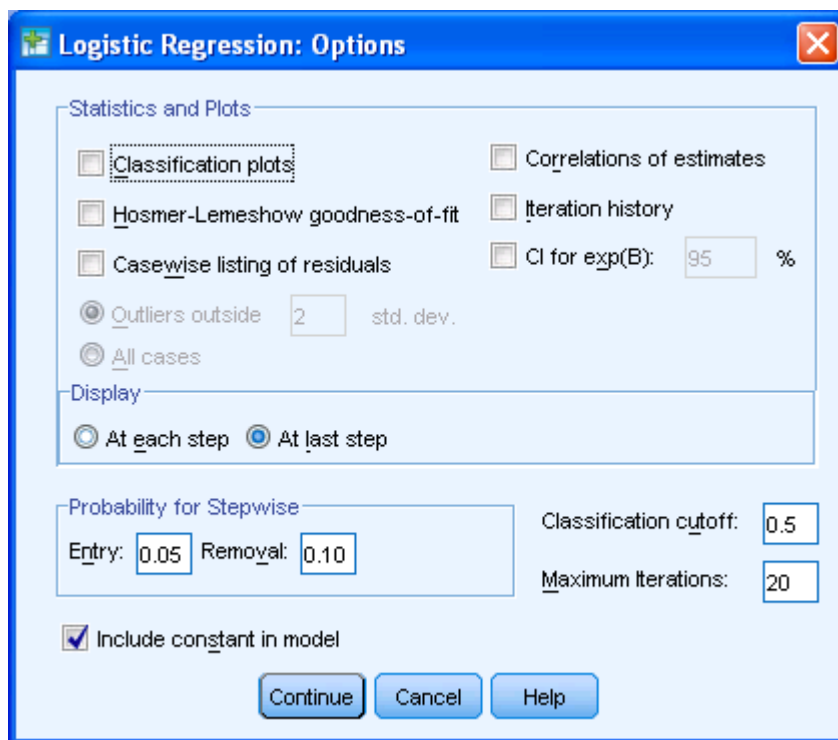 Logistic Regression: Options
Statistics and Plots
Classification plots
Correlations of estimates
Hosmer-Lemeshow goodness-of-fit
Iteration history
Casewise listing of residuals
CI for exp(B): 95 %
Outliers outside 2 std. dev.
All cases
Display
At each step At last step
Probability for Stepwise
Entry: 0.05 Removal: 0.10
Classification cutoff: 0.5
Maximum Iterations: 20
Include constant in model
Continue Cancel Help